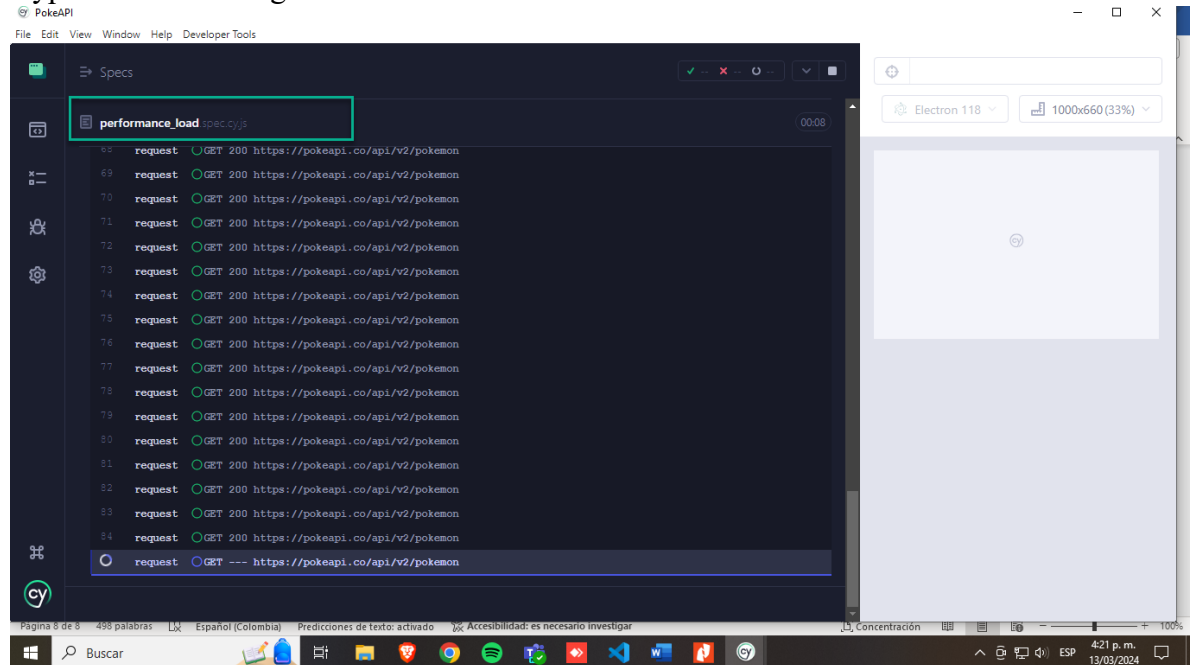 PokeAPI
File Edit View Window Help Developer Tools
Specs
-- -- --
performance_load.spec.cy.js
00:08
Electron 118
1000x660 (33%)
68 request GET 200 https://pokeapi.co/api/v2/pokemon
69 request GET 200 https://pokeapi.co/api/v2/pokemon
70 request GET 200 https://pokeapi.co/api/v2/pokemon
71 request GET 200 https://pokeapi.co/api/v2/pokemon
72 request GET 200 https://pokeapi.co/api/v2/pokemon
73 request GET 200 https://pokeapi.co/api/v2/pokemon
74 request GET 200 https://pokeapi.co/api/v2/pokemon
75 request GET 200 https://pokeapi.co/api/v2/pokemon
76 request GET 200 https://pokeapi.co/api/v2/pokemon
77 request GET 200 https://pokeapi.co/api/v2/pokemon
78 request GET 200 https://pokeapi.co/api/v2/pokemon
79 request GET 200 https://pokeapi.co/api/v2/pokemon
80 request GET 200 https://pokeapi.co/api/v2/pokemon
81 request GET 200 https://pokeapi.co/api/v2/pokemon
82 request GET 200 https://pokeapi.co/api/v2/pokemon
83 request GET 200 https://pokeapi.co/api/v2/pokemon
84 request GET 200 https://pokeapi.co/api/v2/pokemon
request GET --- https://pokeapi.co/api/v2/pokemon
cy
Página 8 de 8 498 palabras Español (Colombia) Predicciones de texto: activado Accesibilidad: es necesario investigar Concentración 100%
Buscar
ESP
4:21 p. m.
13/03/2024